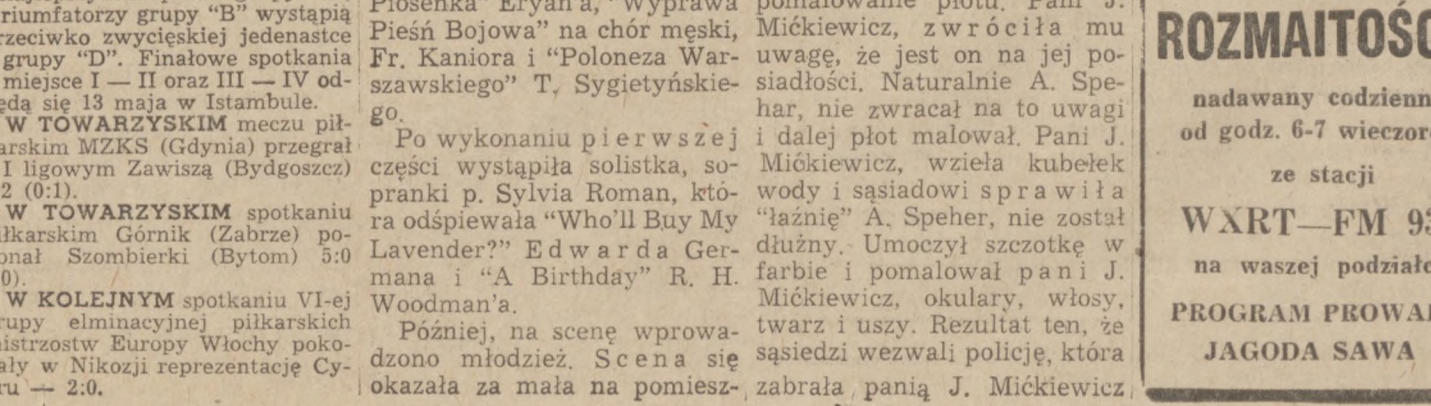 riumfatorzy grupy "B" wystąpią
rzeciwko zwycięskiej jedenastce
grupy "D". Finałowe spotkania
miejsce I — II oraz III — IV od-
ędą się 13 maja w Istambule.
W TOWARZYSKIM meczu pił-
arskim MZKS (Gdynia) przegrał
I ligowym Zawiszą (Bydgoszcz)
2 (0:1).
W TOWARZYSKIM spotkaniu
iłkarskim Górnik (Zabrze) po-
onał Szombierki (Bytom) 5:0
0).
W KOLEJNYM spotkaniu VI-ej
rupy elminacyjnej piłkarskich
istrzostw Europy Włochy poko-
ały w Nikozji reprezentację Cy-
ru — 2:0.
Piosenka" Eryan'a, "Wyprawa
Pieśń Bojowa" na chór męski,
Fr. Kaniora i "Poloneza War-
szawskiego" T. Sygietyńskie-
go.
Po wykonaniu pierwszej
części wystąpiła solistka, so-
pranki p. Sylvia Roman, któ-
ra odśpiewała "Who'll Buy My
Lavender?" Edwarda Ger-
mana i "A Birthday" R. H.
Woodman'a.
Później, na scenę wprowa-
dzono młodzież. Scena się
okazała za mała na pomiesz-
pomalowanie płotu. Pani J.
Mićkiewicz, zwróciła mu
uwagę, że jest on na jej po-
siadłości. Naturalnie A. Spe-
har, nie zwracał na to uwagi
i dalej płot malował. Pani J.
Mićkiewicz, wzieła kubełek
wody i sąsiadowi sprawiła
"łaźnię" A. Speher, nie został
dłużny. Umoczył szczotkę w
farbie i pomalował pani J.
Mićkiewicz, okulary, włosy,
twarz i uszy. Rezultat ten, że
sąsiedzi wezwali policję, która
zabrała panią J. Mićkiewicz
ROZMAITOŚC
nadawany codzienn
od godz. 6-7 wieczor
ze stacji
WXRT—FM 93
na waszej podziałc
PROGRAM PROWA
JAGODA SAWA